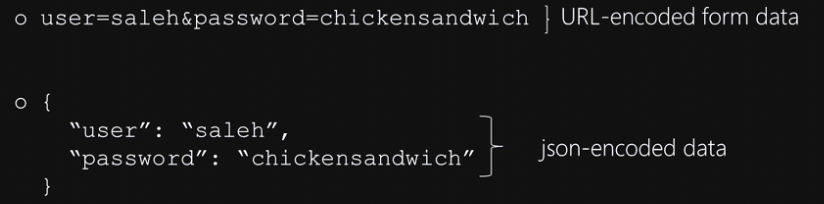 o user=saleh&password=chickensandwich } URL-encoded form data
o {
“user”: “saleh”,
“password”: “chickensandwich”
json-encoded data
}